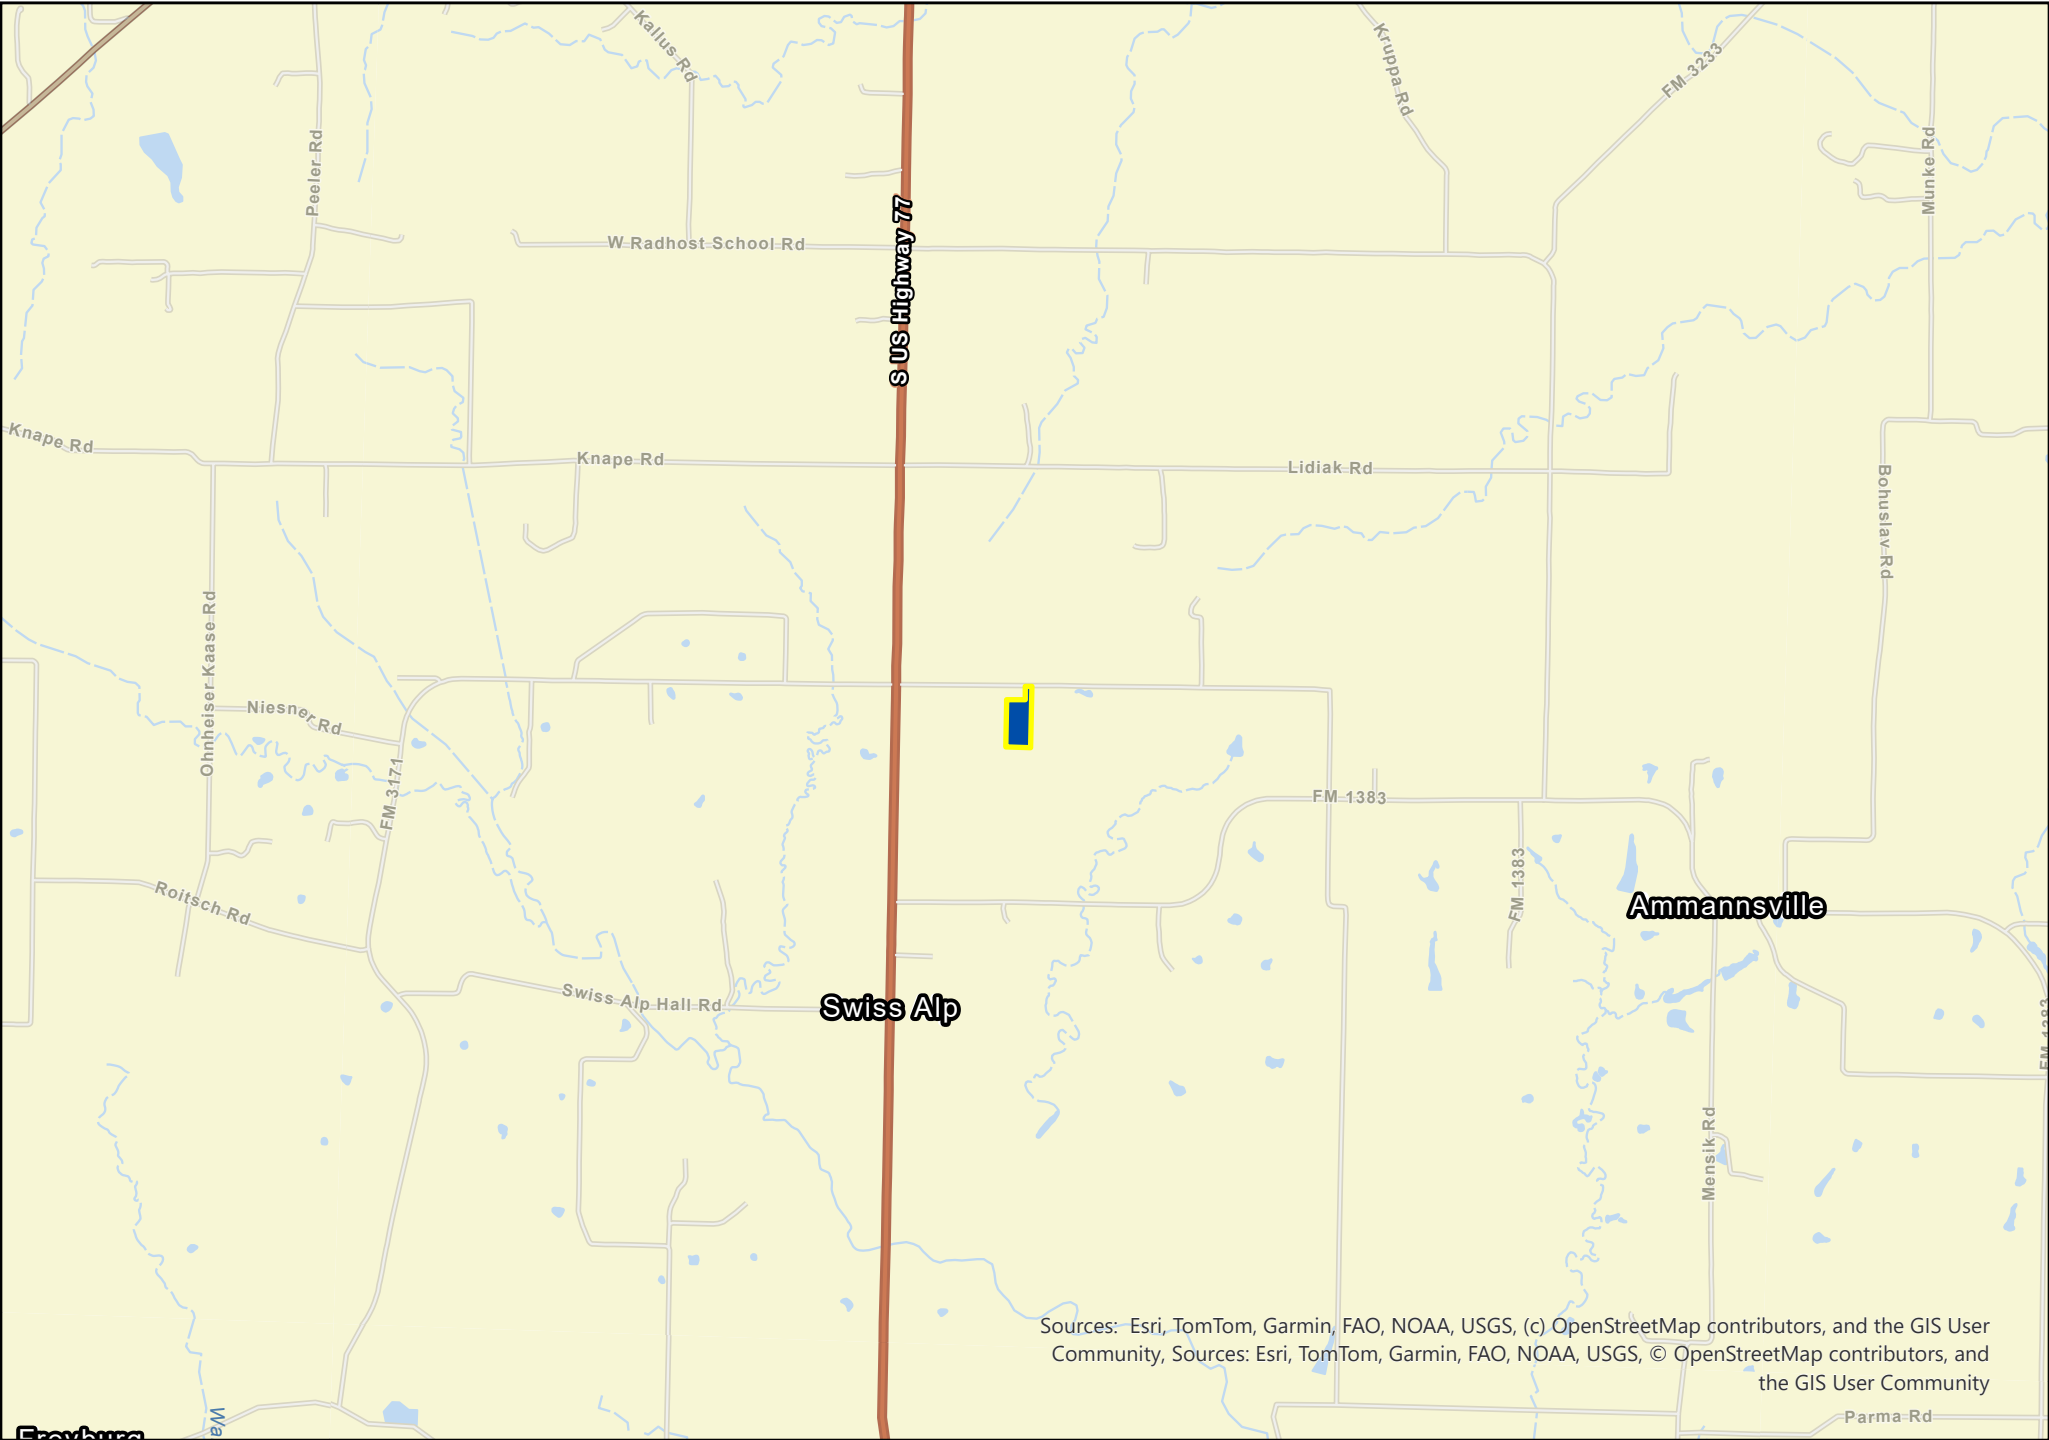 Kallus Rd
Kruppa Rd
FM 3233
Peeler Rd
Munke Rd
W Radhost School Rd
S US Highway 77
Knape Rd
Knape Rd
Lidiak Rd
Bohuslav Rd
Ohnheiser Kaase Rd
Niesner Rd
FM 3171
FM 1383
FM 1383
Roitsch Rd
Ammannsville
Swiss Alp Hall Rd
Swiss Alp
FM 1383
Mensik Rd
Sources: Esri, TomTom, Garmin, FAO, NOAA, USGS, (c) OpenStreetMap contributors, and the GIS User
Community, Sources: Esri, TomTom, Garmin, FAO, NOAA, USGS, © OpenStreetMap contributors, and
the GIS User Community
Parma Rd
Wa
Freyburg